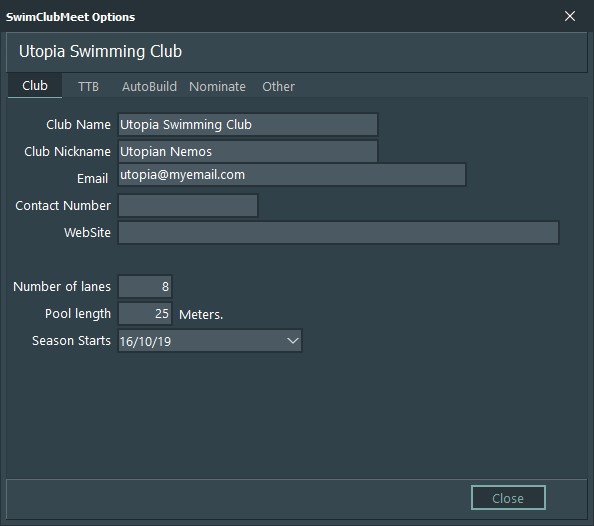 SwimClubMeet Options
Utopia Swimming Club
Club TTB AutoBuild Nominate Other
Club Name Utopia Swimming Club
Club Nickname Utopian Nemos
Email utopia@myemail.com
Contact Number
WebSite
Number of lanes 8
Pool length 25 Meters.
Season Starts 16/10/19
Close